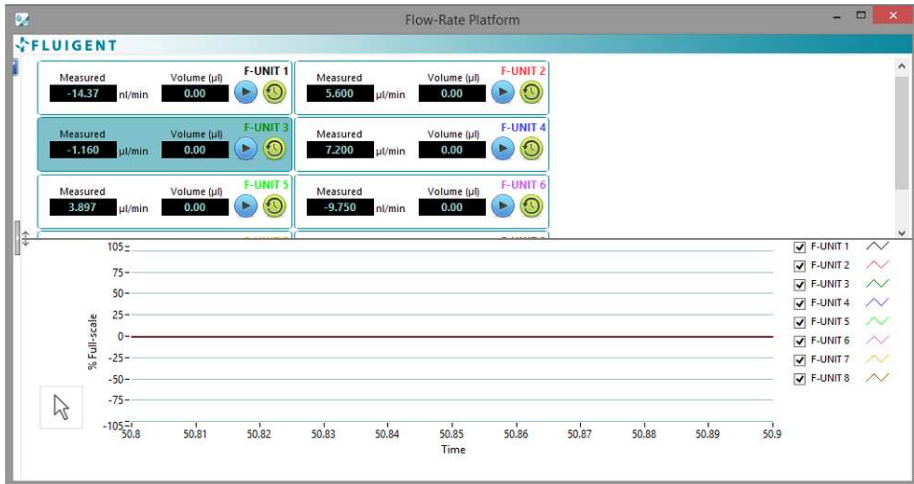 Flow-Rate Platform
FLUIGENT
F-UNIT 1
Measured Volume (µl)
-14.37 nl/min 0.00
F-UNIT 2
Measured Volume (µl)
5.600 µl/min 0.00
F-UNIT 3
Measured Volume (µl)
-1.160 µl/min 0.00
F-UNIT 4
Measured Volume (µl)
7.200 µl/min 0.00
F-UNIT 5
Measured Volume (µl)
3.897 µl/min 0.00
F-UNIT 6
Measured Volume (µl)
-9.750 nl/min 0.00
% Full-scale
105
75
50
25
0
-25
-50
-75
-105
50.8 50.81 50.82 50.83 50.84 50.85 50.86 50.87 50.88 50.89 50.9
Time
F-UNIT 1
F-UNIT 2
F-UNIT 3
F-UNIT 4
F-UNIT 5
F-UNIT 6
F-UNIT 7
F-UNIT 8